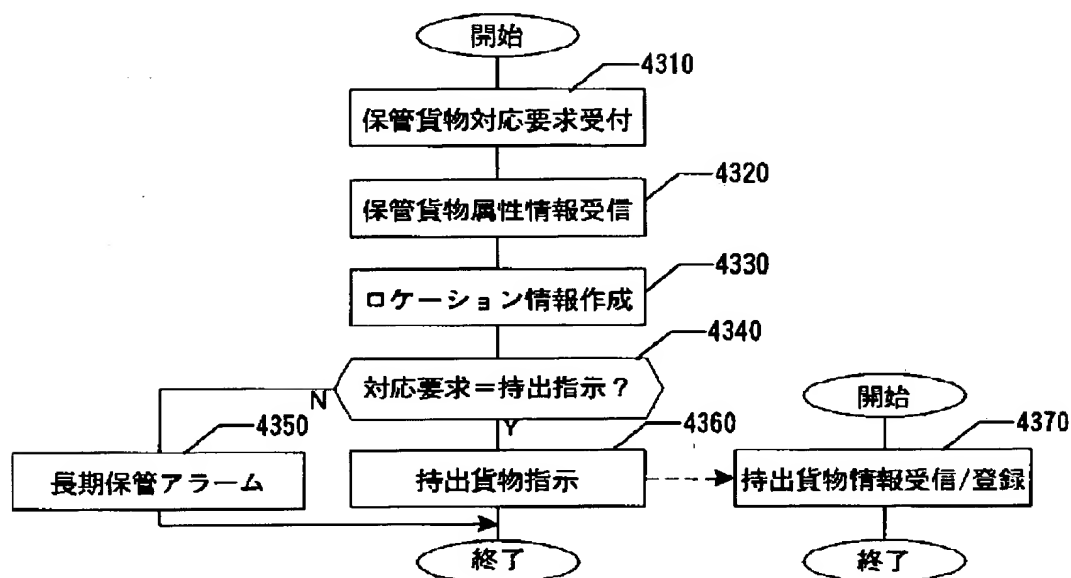 開始
4310
保管貨物対応要求受付
4320
保管貨物属性情報受信
4330
ロケーション情報作成
4340
対応要求=持出指示?
N
Y
4350
長期保管アラーム
4360
持出貨物指示
終了
開始
4370
持出貨物情報受信/登録
終了